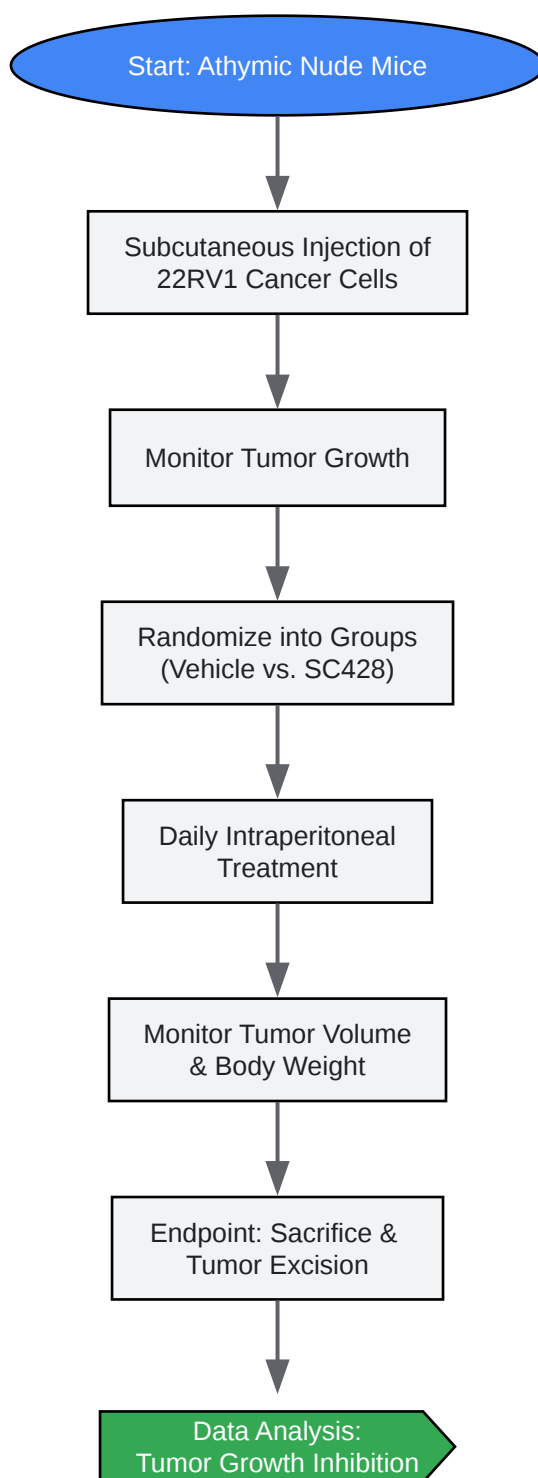 Start: Athymic Nude Mice
Subcutaneous Injection of
22RV1 Cancer Cells
Monitor Tumor Growth
Randomize into Groups
(Vehicle vs. SC428)
Daily Intraperitoneal
Treatment
Monitor Tumor Volume
& Body Weight
Endpoint: Sacrifice &
Tumor Excision
Data Analysis:
Tumor Growth Inhibition